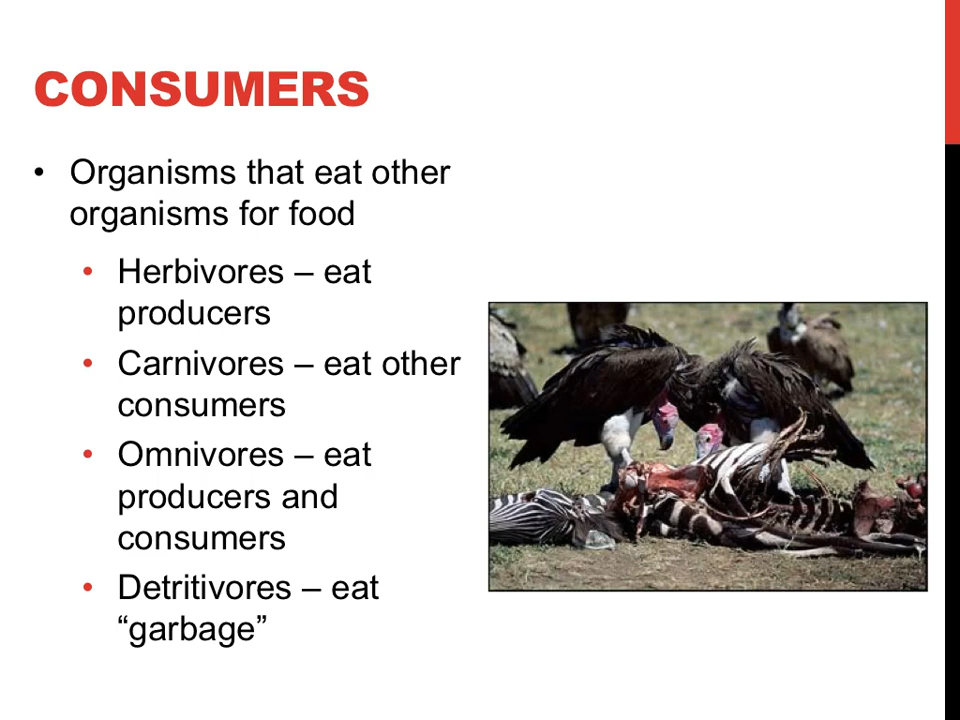 CONSUMERS
• Organisms that eat other
organisms for food
• Herbivores – eat
producers
• Carnivores – eat other
consumers
• Omnivores – eat
producers and
consumers
• Detritivores – eat
“garbage”